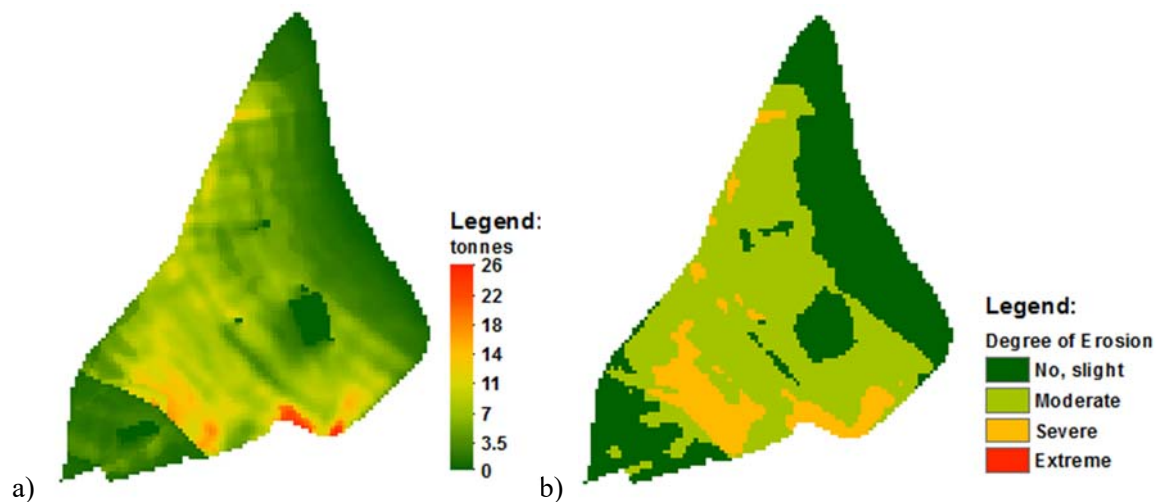 Legend:
tonnes
26
22
18
14
11
7
3.5
0
a)
Legend:
Degree of Erosion
No, slight
Moderate
Severe
Extreme
b)